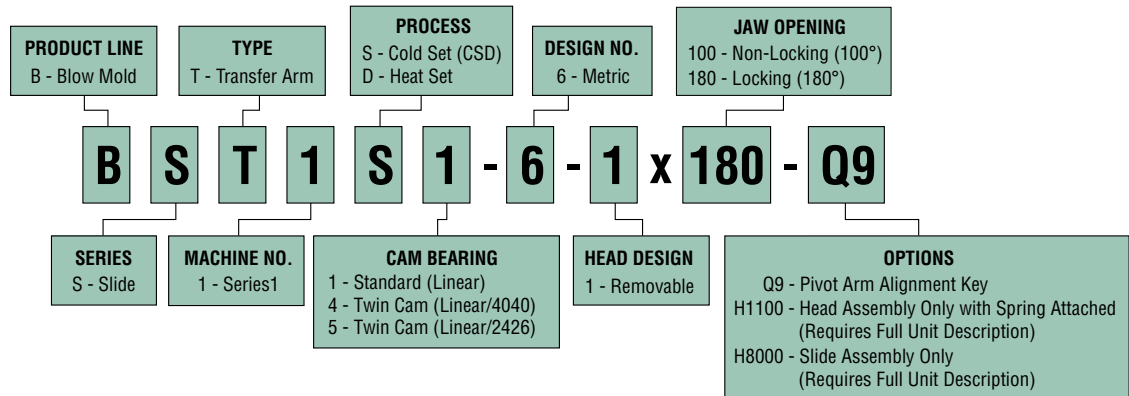 PRODUCT LINE
B - Blow Mold
TYPE
T - Transfer Arm
PROCESS
S - Cold Set (CSD)
D - Heat Set
DESIGN NO.
6 - Metric
JAW OPENING
100 - Non-Locking (100°)
180 - Locking (180°)
B S T 1 S 1 - 6 - 1 x 180 - Q9
SERIES
S - Slide
MACHINE NO.
1 - Series1
CAM BEARING
1 - Standard (Linear)
4 - Twin Cam (Linear/4040)
5 - Twin Cam (Linear/2426)
HEAD DESIGN
1 - Removable
OPTIONS
Q9 - Pivot Arm Alignment Key
H1100 - Head Assembly Only with Spring Attached
(Requires Full Unit Description)
H8000 - Slide Assembly Only
(Requires Full Unit Description)